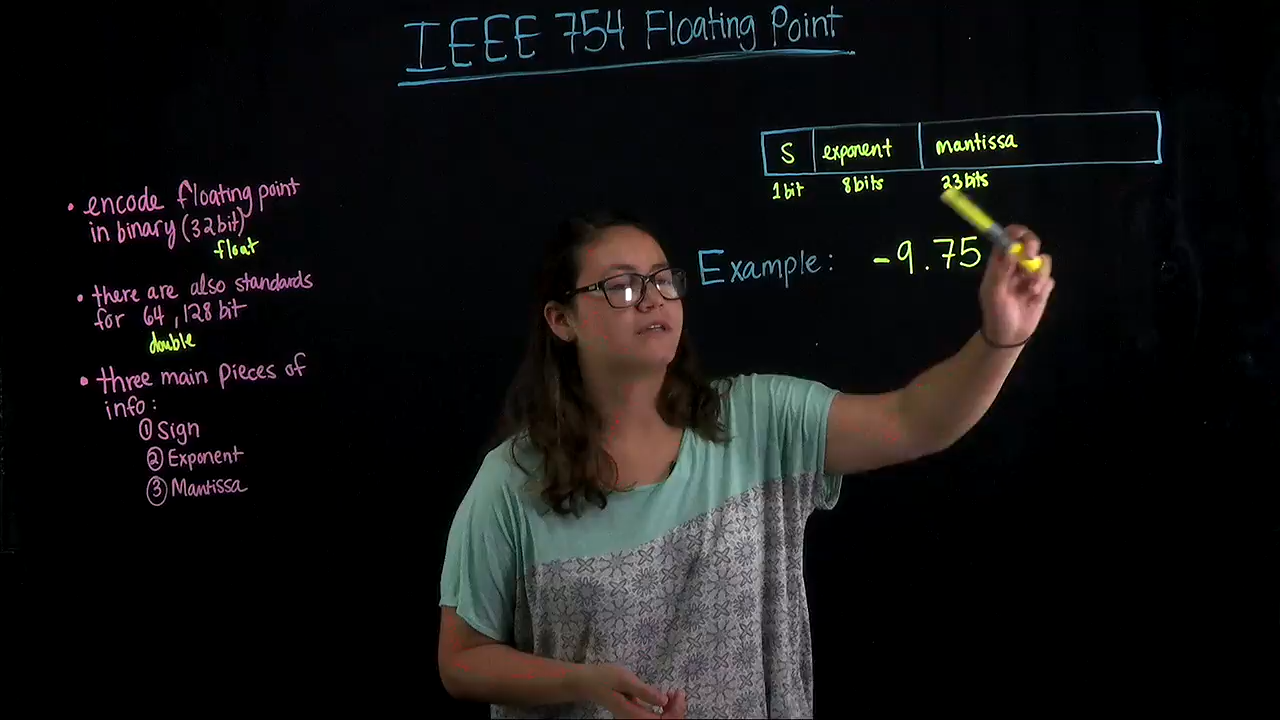 IEEE 754 Floating Point
• encode floating point
in binary (32bit)
float
• there are also standards
for 64, 128 bit
double
• three main pieces of
info:
① Sign
② Exponent
③ Mantissa
S exponent mantissa
1 bit 8 bits 23 bits
Example: -9.75